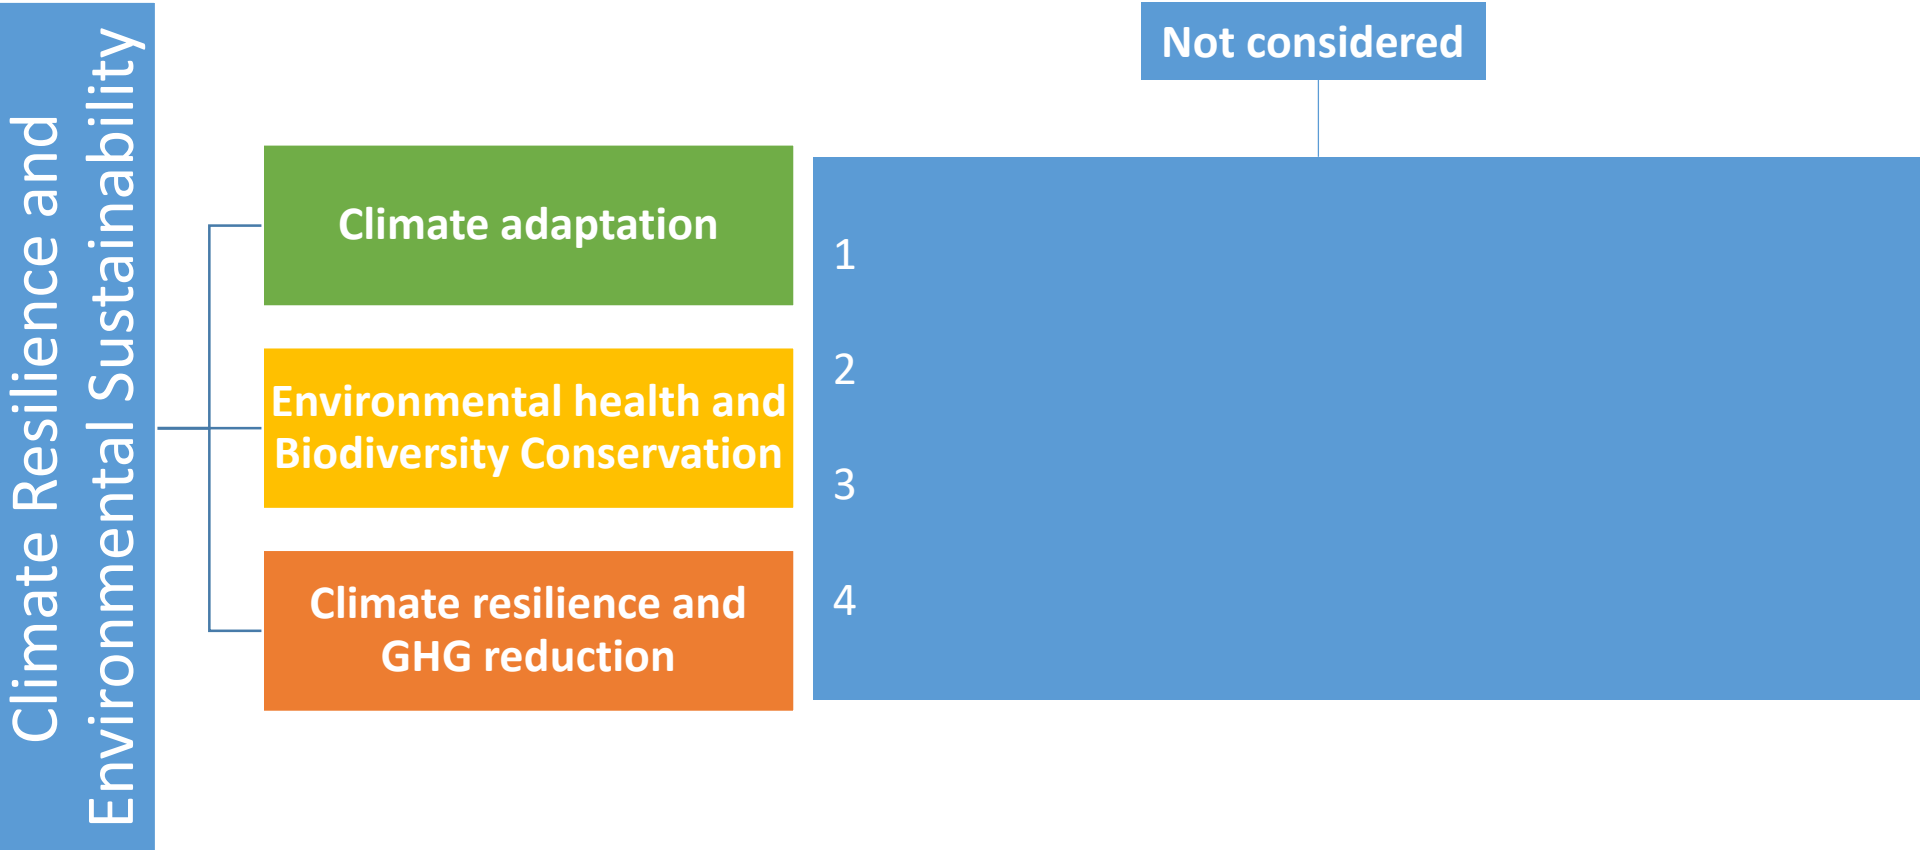 Climate Resilience and
Environmental Sustainability
Not considered
Climate adaptation
Environmental health and
Biodiversity Conservation
Climate resilience and
GHG reduction
1
2
3
4